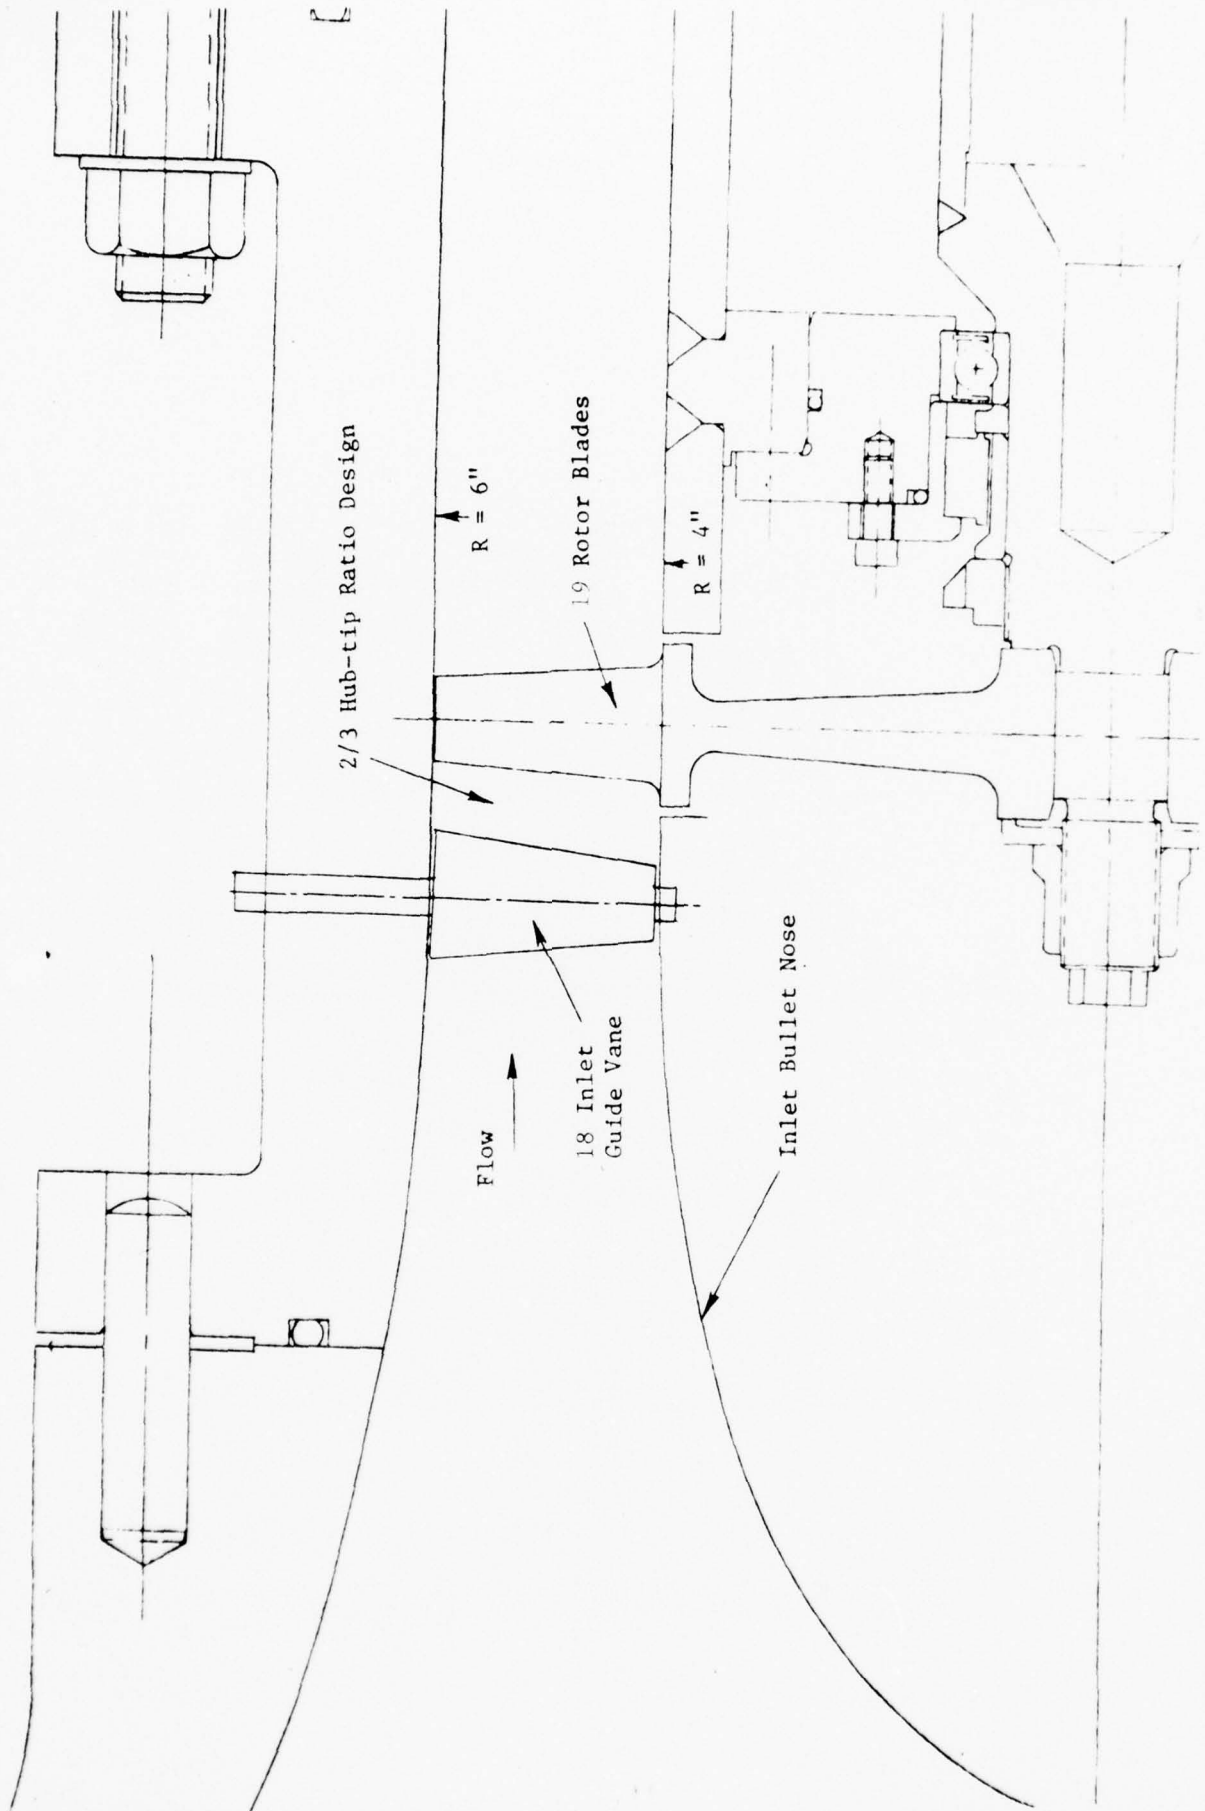 2/3 Hub-tip Ratio Design
R = 6"
19 Rotor Blades
R = 4"
Flow
18 Inlet
Guide Vane
Inlet Bullet Nose